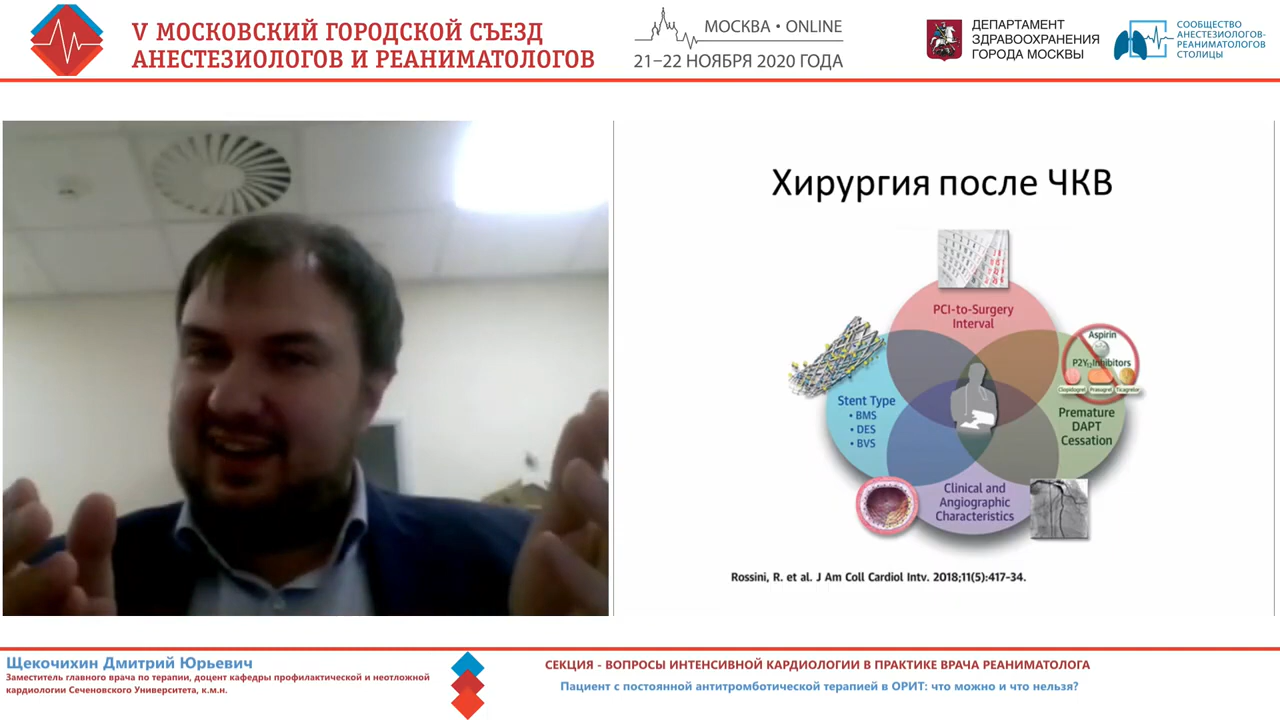 V МОСКОВСКИЙ ГОРОДСКОЙ СЪЕЗД
АНЕСТЕЗИОЛОГОВ И РЕАНИМАТОЛОГОВ
МОСКВА • ONLINE
21–22 НОЯБРЯ 2020 ГОДА
ДЕПАРТАМЕНТ
ЗДРАВООХРАНЕНИЯ
ГОРОДА МОСКВЫ
СООБЩЕСТВО
АНЕСТЕЗИОЛОГОВ-
РЕАНИМАТОЛОГОВ
СТОЛИЦЫ
Хирургия после ЧКВ
PCI-to-Surgery
Interval
Aspirin
P2Y12 Inhibitors
Clopidogrel Prasugrel Ticagrelor
Stent Type
• BMS
• DES
• BVS
Premature
DAPT
Cessation
Clinical and
Angiographic
Characteristics
Rossini, R. et al. J Am Coll Cardiol Intv. 2018;11(5):417-34.
Щекочихин Дмитрий Юрьевич
Заместитель главного врача по терапии, доцент кафедры профилактической и неотложной
кардиологии Сеченовского Университета, к.м.н.
СЕКЦИЯ - ВОПРОСЫ ИНТЕНСИВНОЙ КАРДИОЛОГИИ В ПРАКТИКЕ ВРАЧА РЕАНИМАТОЛОГА
Пациент с постоянной антитромботической терапией в ОРИТ: что можно и что нельзя?